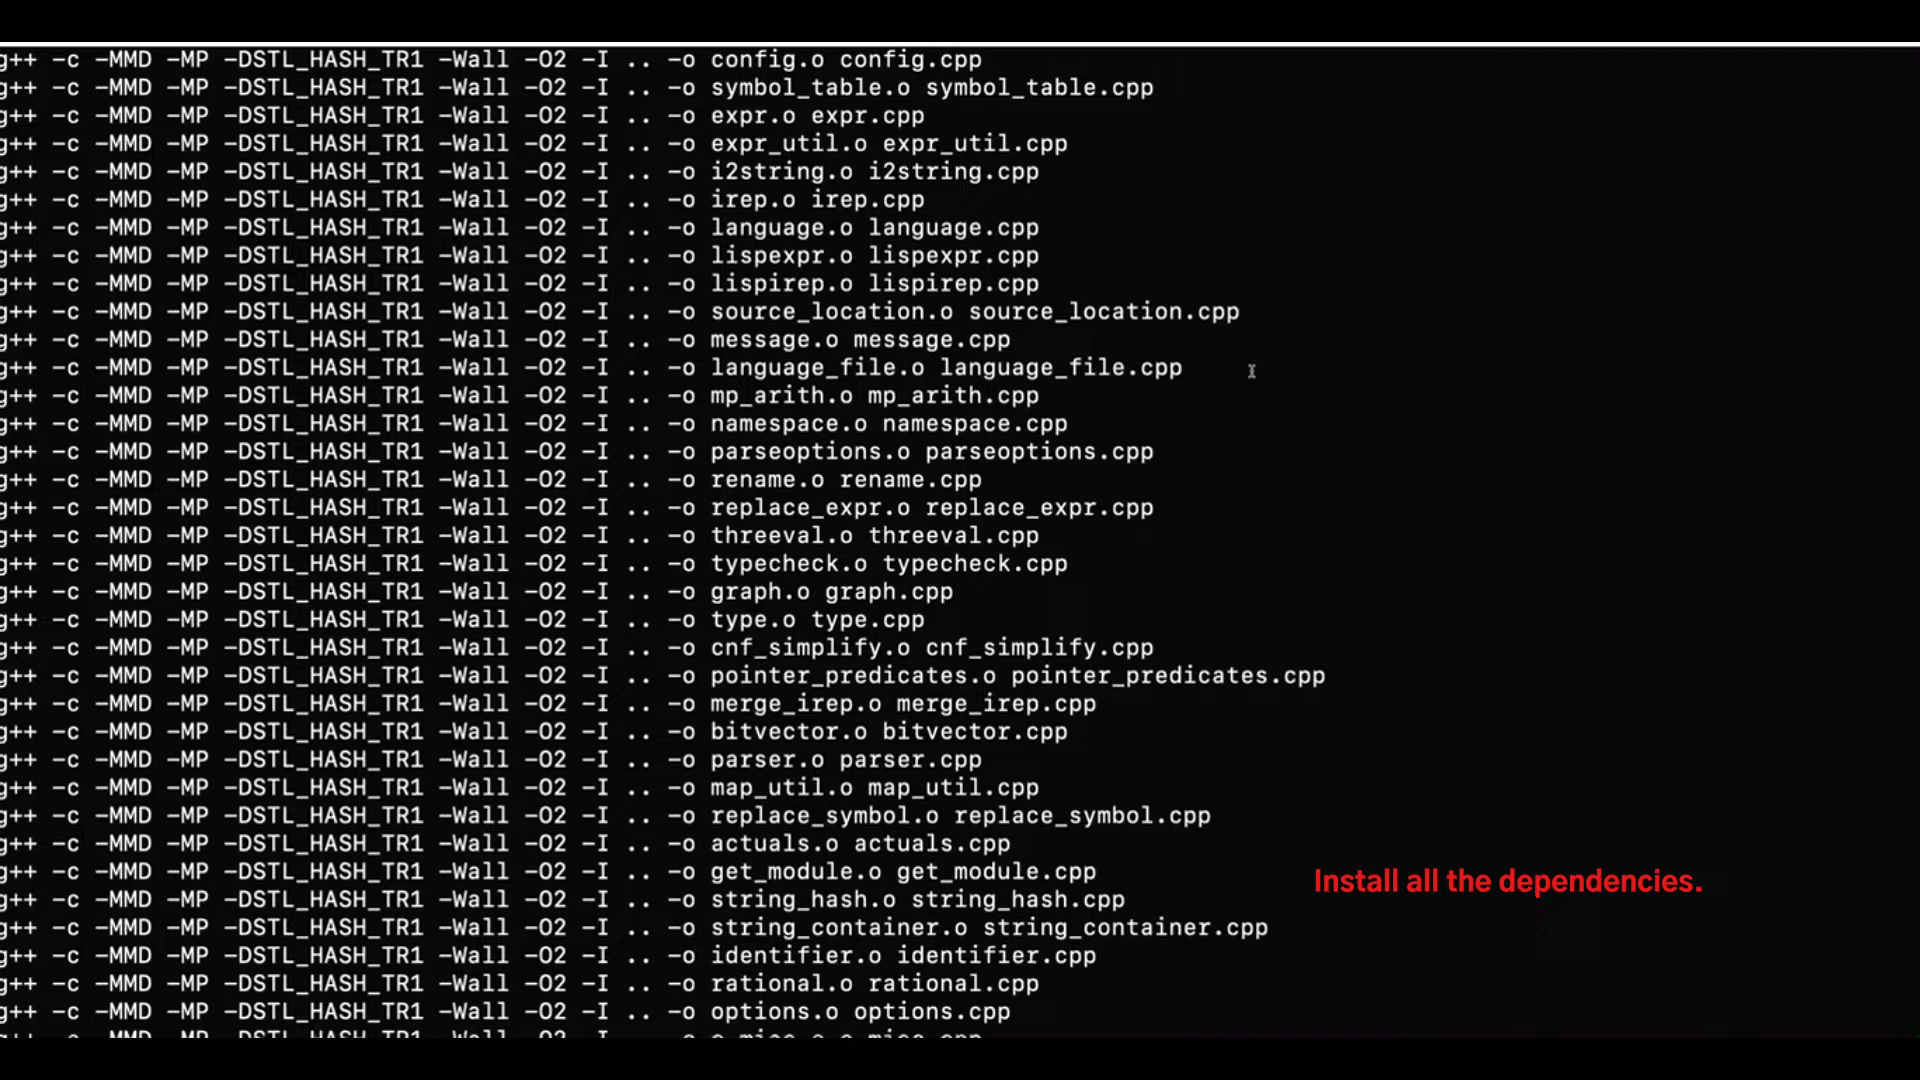 g++ -c -MMD -MP -DSTL_HASH_TR1 -Wall -O2 -I .. -o config.o config.cpp
g++ -c -MMD -MP -DSTL_HASH_TR1 -Wall -O2 -I .. -o symbol_table.o symbol_table.cpp
g++ -c -MMD -MP -DSTL_HASH_TR1 -Wall -O2 -I .. -o expr.o expr.cpp
g++ -c -MMD -MP -DSTL_HASH_TR1 -Wall -O2 -I .. -o expr_util.o expr_util.cpp
g++ -c -MMD -MP -DSTL_HASH_TR1 -Wall -O2 -I .. -o i2string.o i2string.cpp
g++ -c -MMD -MP -DSTL_HASH_TR1 -Wall -O2 -I .. -o irep.o irep.cpp
g++ -c -MMD -MP -DSTL_HASH_TR1 -Wall -O2 -I .. -o language.o language.cpp
g++ -c -MMD -MP -DSTL_HASH_TR1 -Wall -O2 -I .. -o lispexpr.o lispexpr.cpp
g++ -c -MMD -MP -DSTL_HASH_TR1 -Wall -O2 -I .. -o lispirep.o lispirep.cpp
g++ -c -MMD -MP -DSTL_HASH_TR1 -Wall -O2 -I .. -o source_location.o source_location.cpp
g++ -c -MMD -MP -DSTL_HASH_TR1 -Wall -O2 -I .. -o message.o message.cpp
g++ -c -MMD -MP -DSTL_HASH_TR1 -Wall -O2 -I .. -o language_file.o language_file.cpp
g++ -c -MMD -MP -DSTL_HASH_TR1 -Wall -O2 -I .. -o mp_arith.o mp_arith.cpp
g++ -c -MMD -MP -DSTL_HASH_TR1 -Wall -O2 -I .. -o namespace.o namespace.cpp
g++ -c -MMD -MP -DSTL_HASH_TR1 -Wall -O2 -I .. -o parseoptions.o parseoptions.cpp
g++ -c -MMD -MP -DSTL_HASH_TR1 -Wall -O2 -I .. -o rename.o rename.cpp
g++ -c -MMD -MP -DSTL_HASH_TR1 -Wall -O2 -I .. -o replace_expr.o replace_expr.cpp
g++ -c -MMD -MP -DSTL_HASH_TR1 -Wall -O2 -I .. -o threeval.o threeval.cpp
g++ -c -MMD -MP -DSTL_HASH_TR1 -Wall -O2 -I .. -o typecheck.o typecheck.cpp
g++ -c -MMD -MP -DSTL_HASH_TR1 -Wall -O2 -I .. -o graph.o graph.cpp
g++ -c -MMD -MP -DSTL_HASH_TR1 -Wall -O2 -I .. -o type.o type.cpp
g++ -c -MMD -MP -DSTL_HASH_TR1 -Wall -O2 -I .. -o cnf_simplify.o cnf_simplify.cpp
g++ -c -MMD -MP -DSTL_HASH_TR1 -Wall -O2 -I .. -o pointer_predicates.o pointer_predicates.cpp
g++ -c -MMD -MP -DSTL_HASH_TR1 -Wall -O2 -I .. -o merge_irep.o merge_irep.cpp
g++ -c -MMD -MP -DSTL_HASH_TR1 -Wall -O2 -I .. -o bitvector.o bitvector.cpp
g++ -c -MMD -MP -DSTL_HASH_TR1 -Wall -O2 -I .. -o parser.o parser.cpp
g++ -c -MMD -MP -DSTL_HASH_TR1 -Wall -O2 -I .. -o map_util.o map_util.cpp
g++ -c -MMD -MP -DSTL_HASH_TR1 -Wall -O2 -I .. -o replace_symbol.o replace_symbol.cpp
g++ -c -MMD -MP -DSTL_HASH_TR1 -Wall -O2 -I .. -o actuals.o actuals.cpp
g++ -c -MMD -MP -DSTL_HASH_TR1 -Wall -O2 -I .. -o get_module.o get_module.cpp
Install all the dependencies.
g++ -c -MMD -MP -DSTL_HASH_TR1 -Wall -O2 -I .. -o string_hash.o string_hash.cpp
g++ -c -MMD -MP -DSTL_HASH_TR1 -Wall -O2 -I .. -o string_container.o string_container.cpp
g++ -c -MMD -MP -DSTL_HASH_TR1 -Wall -O2 -I .. -o identifier.o identifier.cpp
g++ -c -MMD -MP -DSTL_HASH_TR1 -Wall -O2 -I .. -o rational.o rational.cpp
g++ -c -MMD -MP -DSTL_HASH_TR1 -Wall -O2 -I .. -o options.o options.cpp